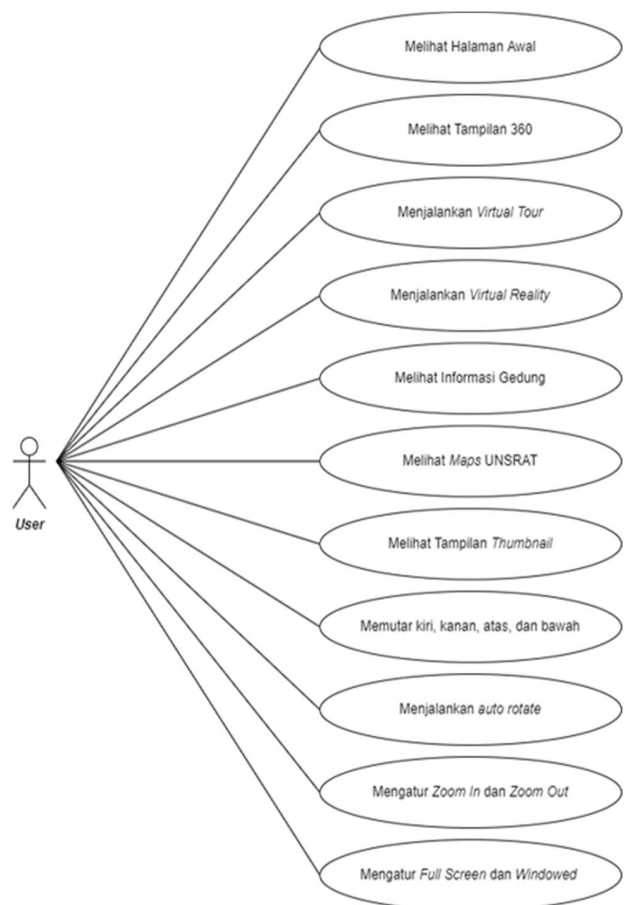 Melihat Halaman Awal
Melihat Tampilan 360
Menjalankan Virtual Tour
Menjalankan Virtual Reality
Melihat Informasi Gedung
Melihat Maps UNSRAT
User
Melihat Tampilan Thumbnail
Memutar kiri, kanan, atas, dan bawah
Menjalankan auto rotate
Mengatur Zoom In dan Zoom Out
Mengatur Full Screen dan Windowed